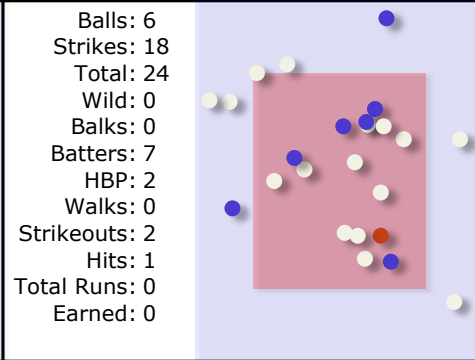 Balls: 6
Strikes: 18
Total: 24
Wild: 0
Balks: 0
Batters: 7
HBP: 2
Walks: 0
Strikeouts: 2
Hits: 1
Total Runs: 0
Earned: 0